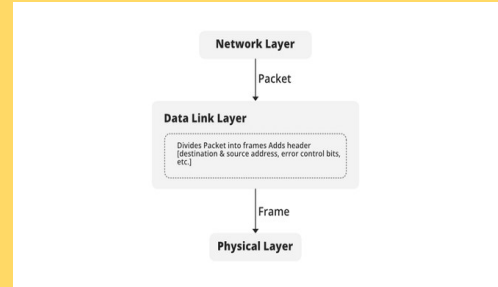 Network Layer
Packet
Data Link Layer
Divides Packet into frames Adds header
[destination & source address, error control bits,
etc.]
Frame
Physical Layer